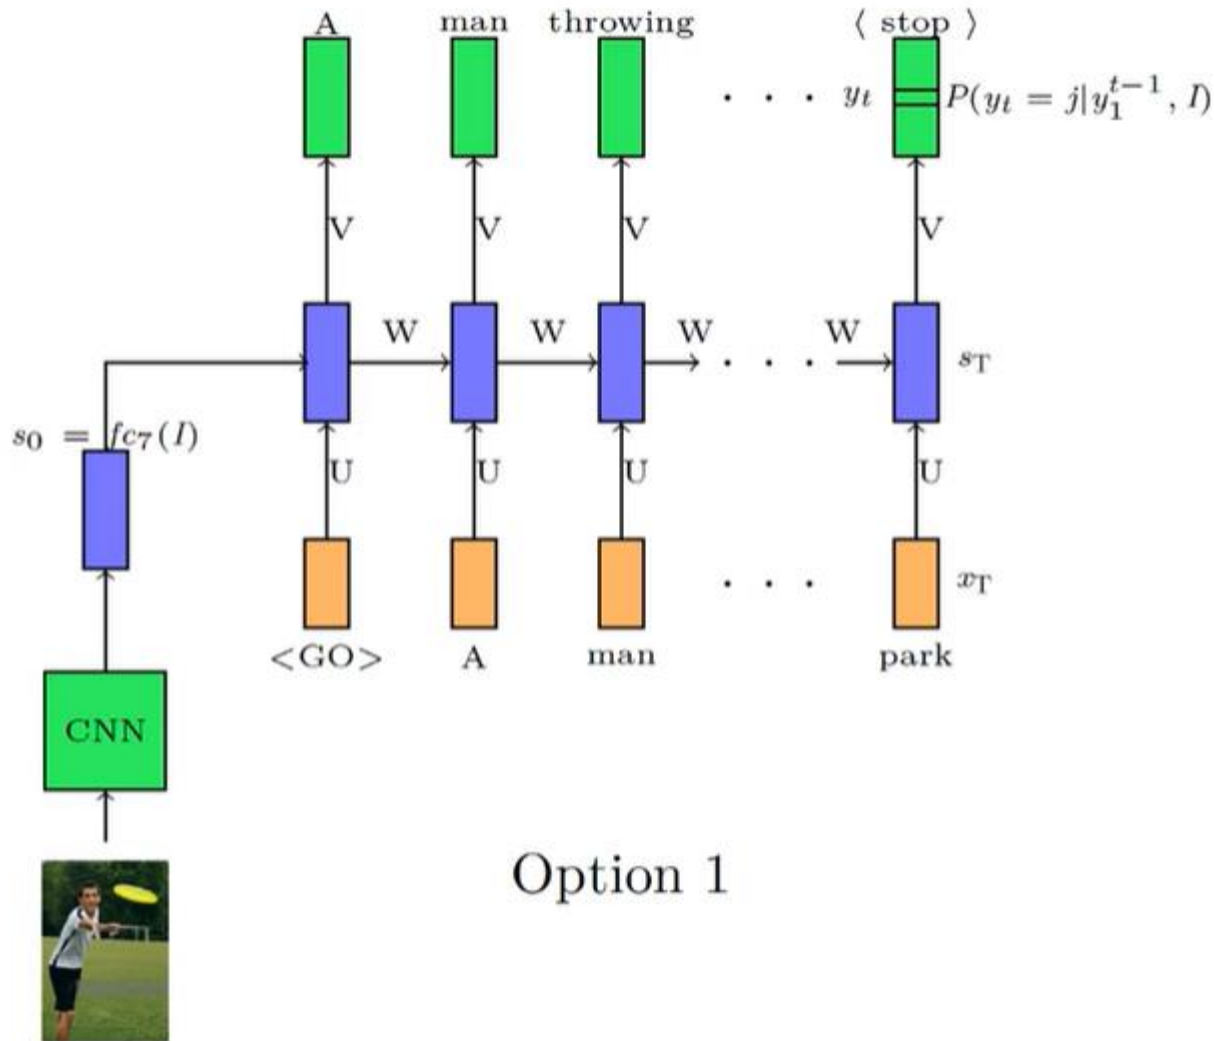 A man throwing ⟨ stop ⟩
. . . y_t P(y_t = j|y_1^{t−1}, I)
V V V V
W W W W
. . . s_T
s_0 = fc_7(I)
U U U U
. . . x_T
<GO> A man park
CNN
Option 1